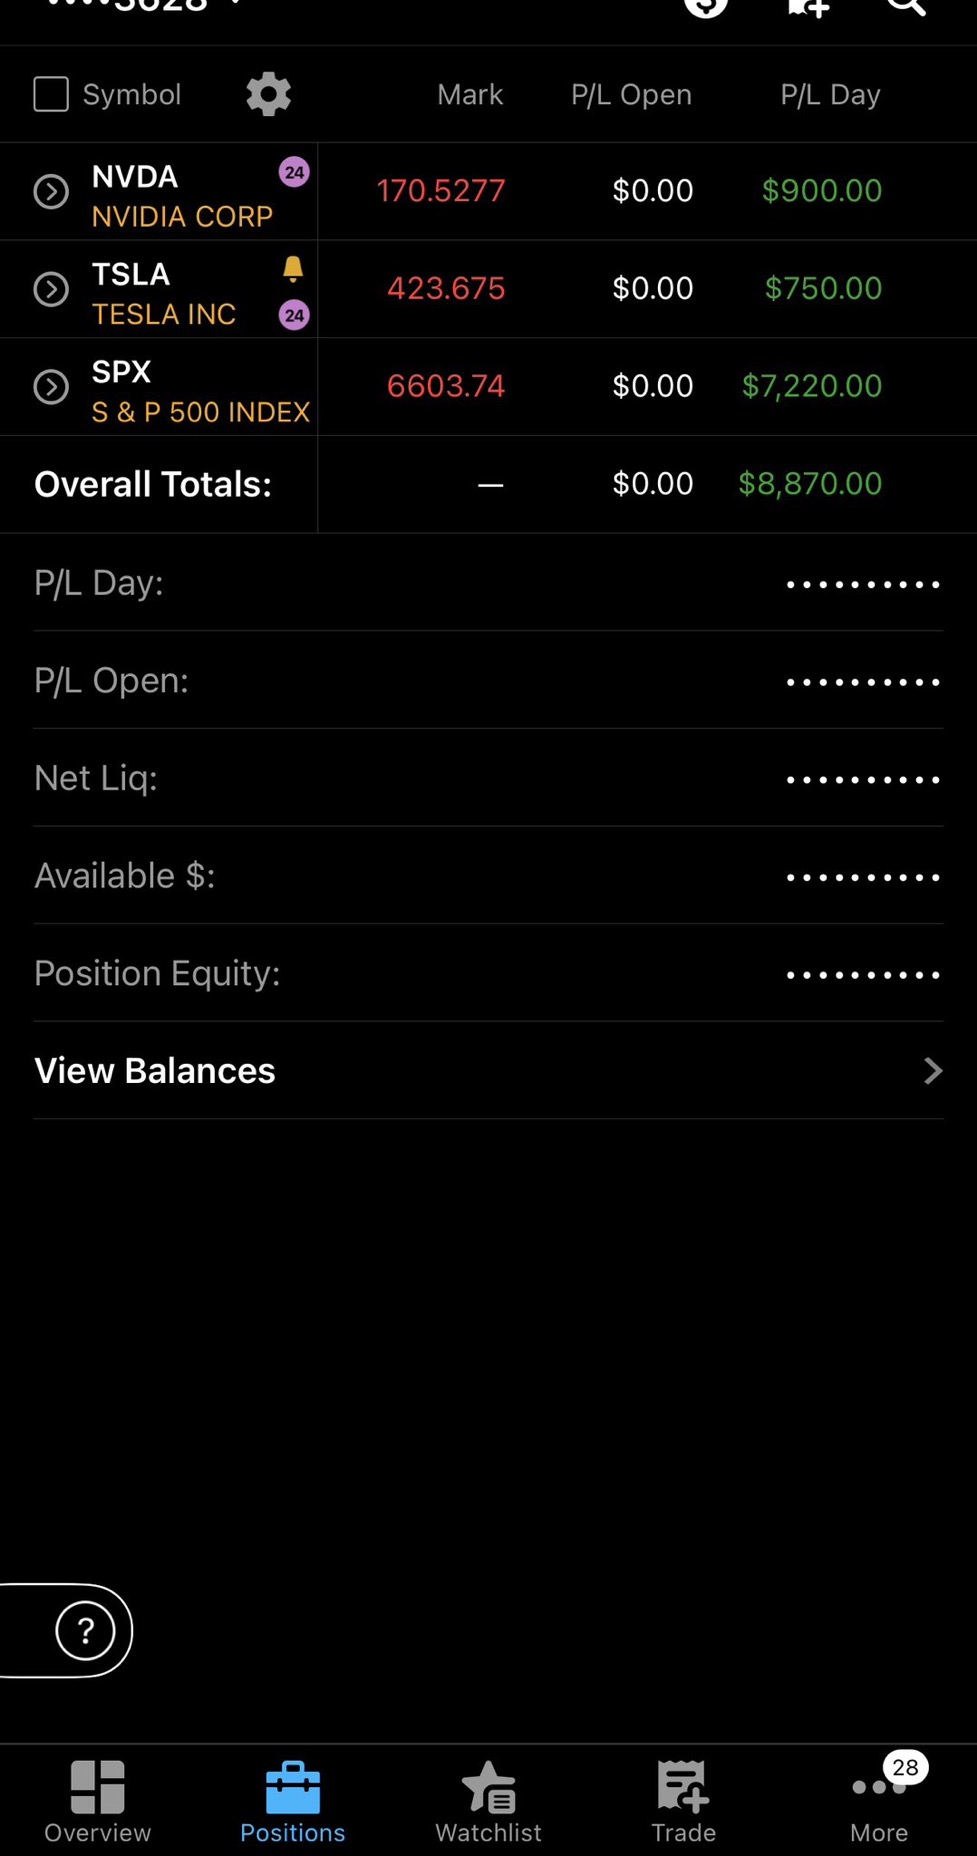 ••••3628
Symbol Mark P/L Open P/L Day
NVDA 24 170.5277 $0.00 $900.00
NVIDIA CORP
TSLA 423.675 $0.00 $750.00
TESLA INC 24
SPX 6603.74 $0.00 $7,220.00
S & P 500 INDEX
Overall Totals: — $0.00 $8,870.00
P/L Day: ••••••••••
P/L Open: ••••••••••
Net Liq: ••••••••••
Available $: ••••••••••
Position Equity: ••••••••••
View Balances
?
28
Overview Positions Watchlist Trade More